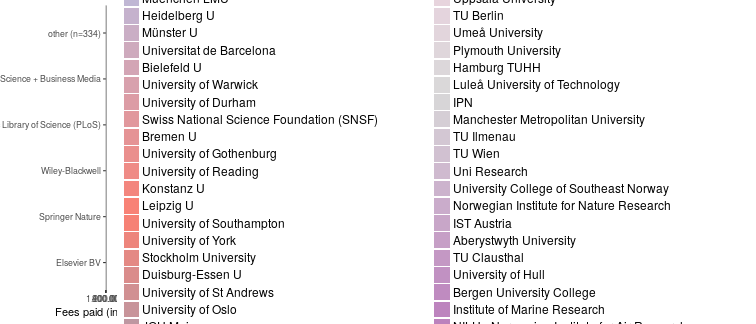 other (n=334)
Science + Business Media
Library of Science (PLoS)
Wiley-Blackwell
Springer Nature
Elsevier BV
Fees paid (in
Heidelberg U
Münster U
Universitat de Barcelona
Bielefeld U
University of Warwick
University of Durham
Swiss National Science Foundation (SNSF)
Bremen U
University of Gothenburg
University of Reading
Konstanz U
Leipzig U
University of Southampton
University of York
Stockholm University
Duisburg-Essen U
University of St Andrews
University of Oslo
Uppsala University
TU Berlin
Umeå University
Plymouth University
Hamburg TUHH
Luleå University of Technology
IPN
Manchester Metropolitan University
TU Ilmenau
TU Wien
Uni Research
University College of Southeast Norway
Norwegian Institute for Nature Research
IST Austria
Aberystwyth University
TU Clausthal
University of Hull
Bergen University College
Institute of Marine Research